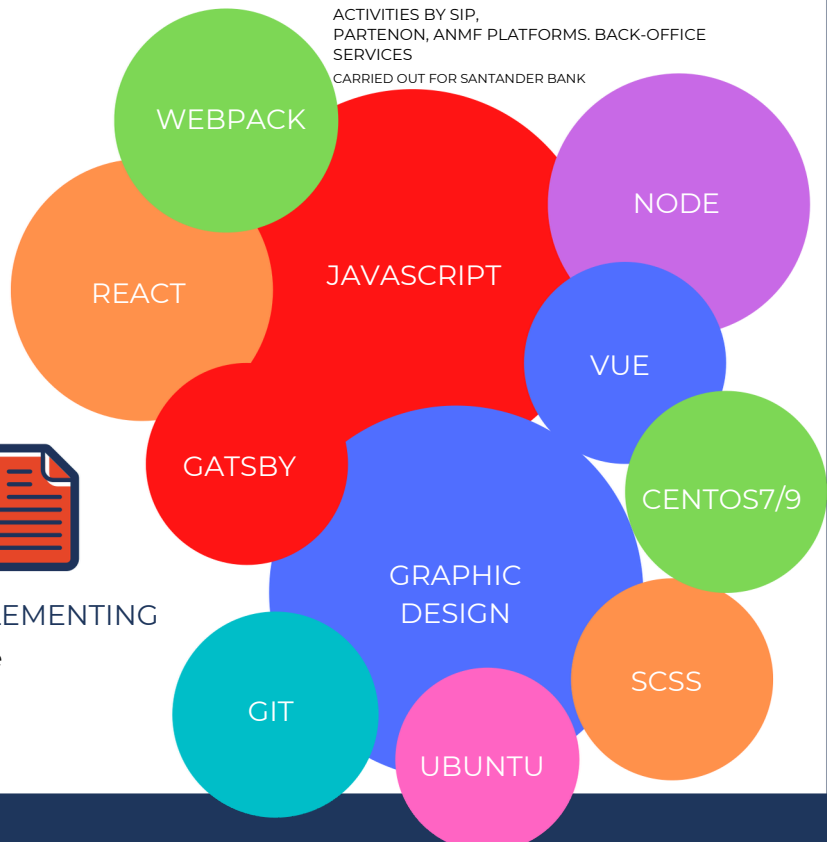 ACTIVITIES BY SIP,
PARTENON, ANMF PLATFORMS. BACK-OFFICE
SERVICES
CARRIED OUT FOR SANTANDER BANK
WEBPACK
NODE
JAVASCRIPT
REACT
VUE
GATSBY
CENTOS7/9
GRAPHIC
DESIGN
EMENTING
SCSS
GIT
UBUNTU